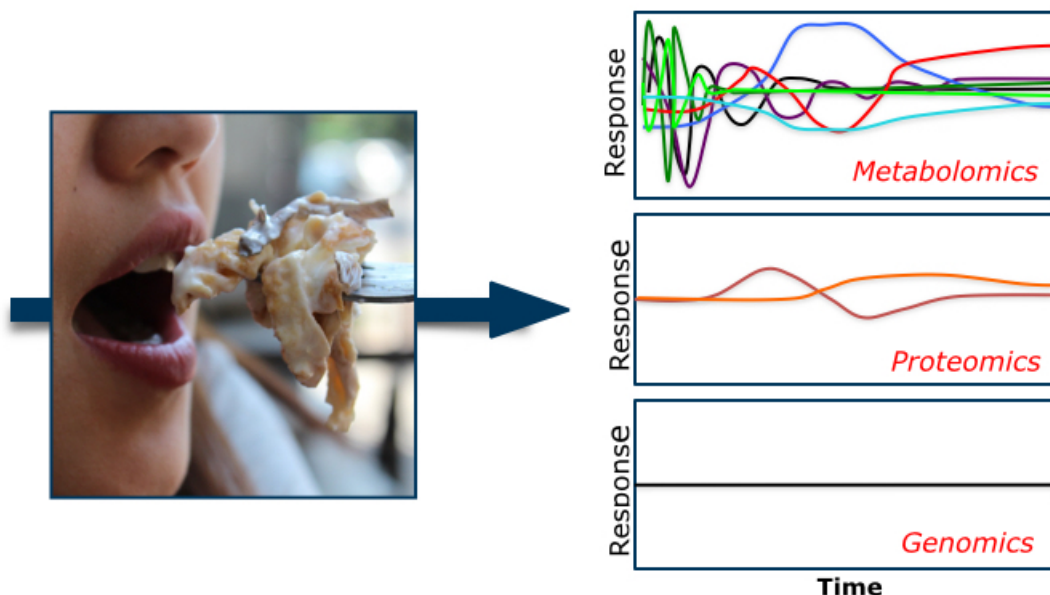 Response
Metabolomics
Response
Proteomics
Response
Genomics
Time